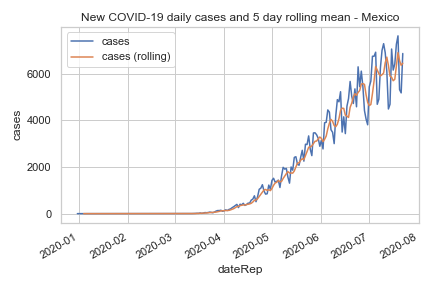 New COVID-19 daily cases and 5 day rolling mean - Mexico
cases
cases (rolling)
6000
4000
2000
0
cases
2020-01
2020-02
2020-03
2020-04
2020-05
2020-06
2020-07
2020-08
dateRep